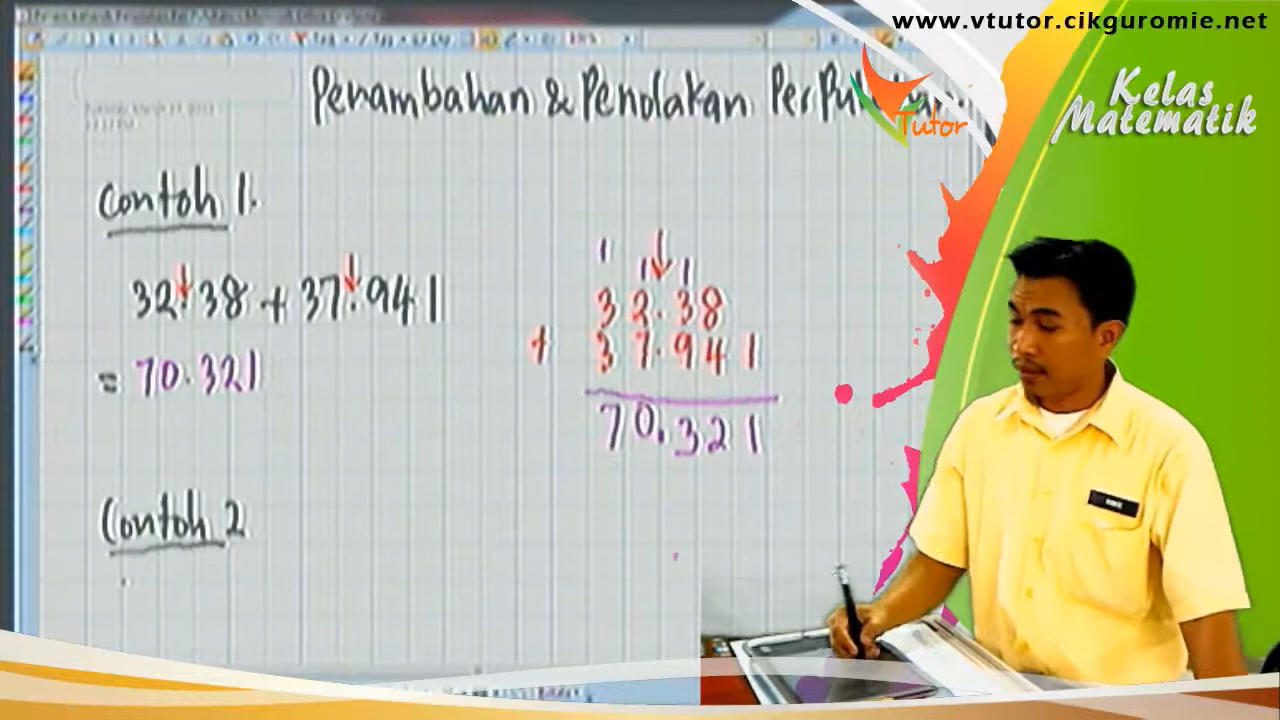 www.vtutor.cikguromie.net
Kelas
Matematik
Tutor
Penambahan & Penolakan
Contoh 1.
32.38 + 37.941
= 70.321
1
1 1
32.38
+ 37.941
70.321
Contoh 2